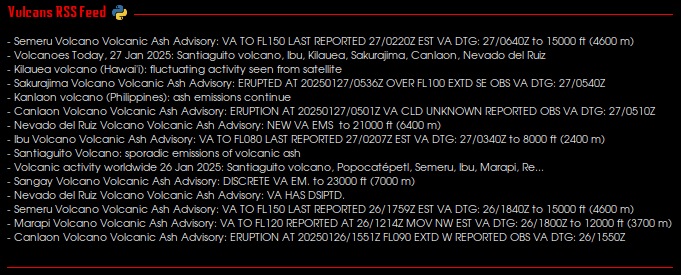 Vulcans RSS Feed
- Semeru Volcano Volcanic Ash Advisory: VA TO FL150 LAST REPORTED 27/0220Z EST VA DTG: 27/0640Z to 15000 ft (4600 m)
- Volcanoes Today, 27 Jan 2025: Santiaguito volcano, Ibu, Kilauea, Sakurajima, Canlaon, Nevado del Ruiz
- Kilauea volcano (Hawai'i): fluctuating activity seen from satellite
- Sakurajima Volcano Volcanic Ash Advisory: ERUPTED AT 20250127/0536Z OVER FL100 EXTD SE OBS VA DTG: 27/0540Z
- Kanlaon volcano (Philippines): ash emissions continue
- Canlaon Volcano Volcanic Ash Advisory: ERUPTION AT 20250127/0501Z VA CLD UNKNOWN REPORTED OBS VA DTG: 27/0510Z
- Nevado del Ruiz Volcano Volcanic Ash Advisory: NEW VA EMS to 21000 ft (6400 m)
- Ibu Volcano Volcanic Ash Advisory: VA TO FL080 LAST REPORTED 27/0207Z EST VA DTG: 27/0340Z to 8000 ft (2400 m)
- Santiaguito Volcano: sporadic emissions of volcanic ash
- Volcanic activity worldwide 26 Jan 2025: Santiaguito volcano, Popocatépetl, Semeru, Ibu, Marapi, Re...
- Sangay Volcano Volcanic Ash Advisory: DISCRETE VA EM. to 23000 ft (7000 m)
- Nevado del Ruiz Volcano Volcanic Ash Advisory: VA HAS DSIPTD.
- Semeru Volcano Volcanic Ash Advisory: VA TO FL150 LAST REPORTED 26/1759Z EST VA DTG: 26/1840Z to 15000 ft (4600 m)
- Marapi Volcano Volcanic Ash Advisory: VA TO FL120 REPORTED AT 26/1214Z MOV NW EST VA DTG: 26/1800Z to 12000 ft (3700 m)
- Canlaon Volcano Volcanic Ash Advisory: ERUPTION AT 20250126/1551Z FL090 EXTD W REPORTED OBS VA DTG: 26/1550Z